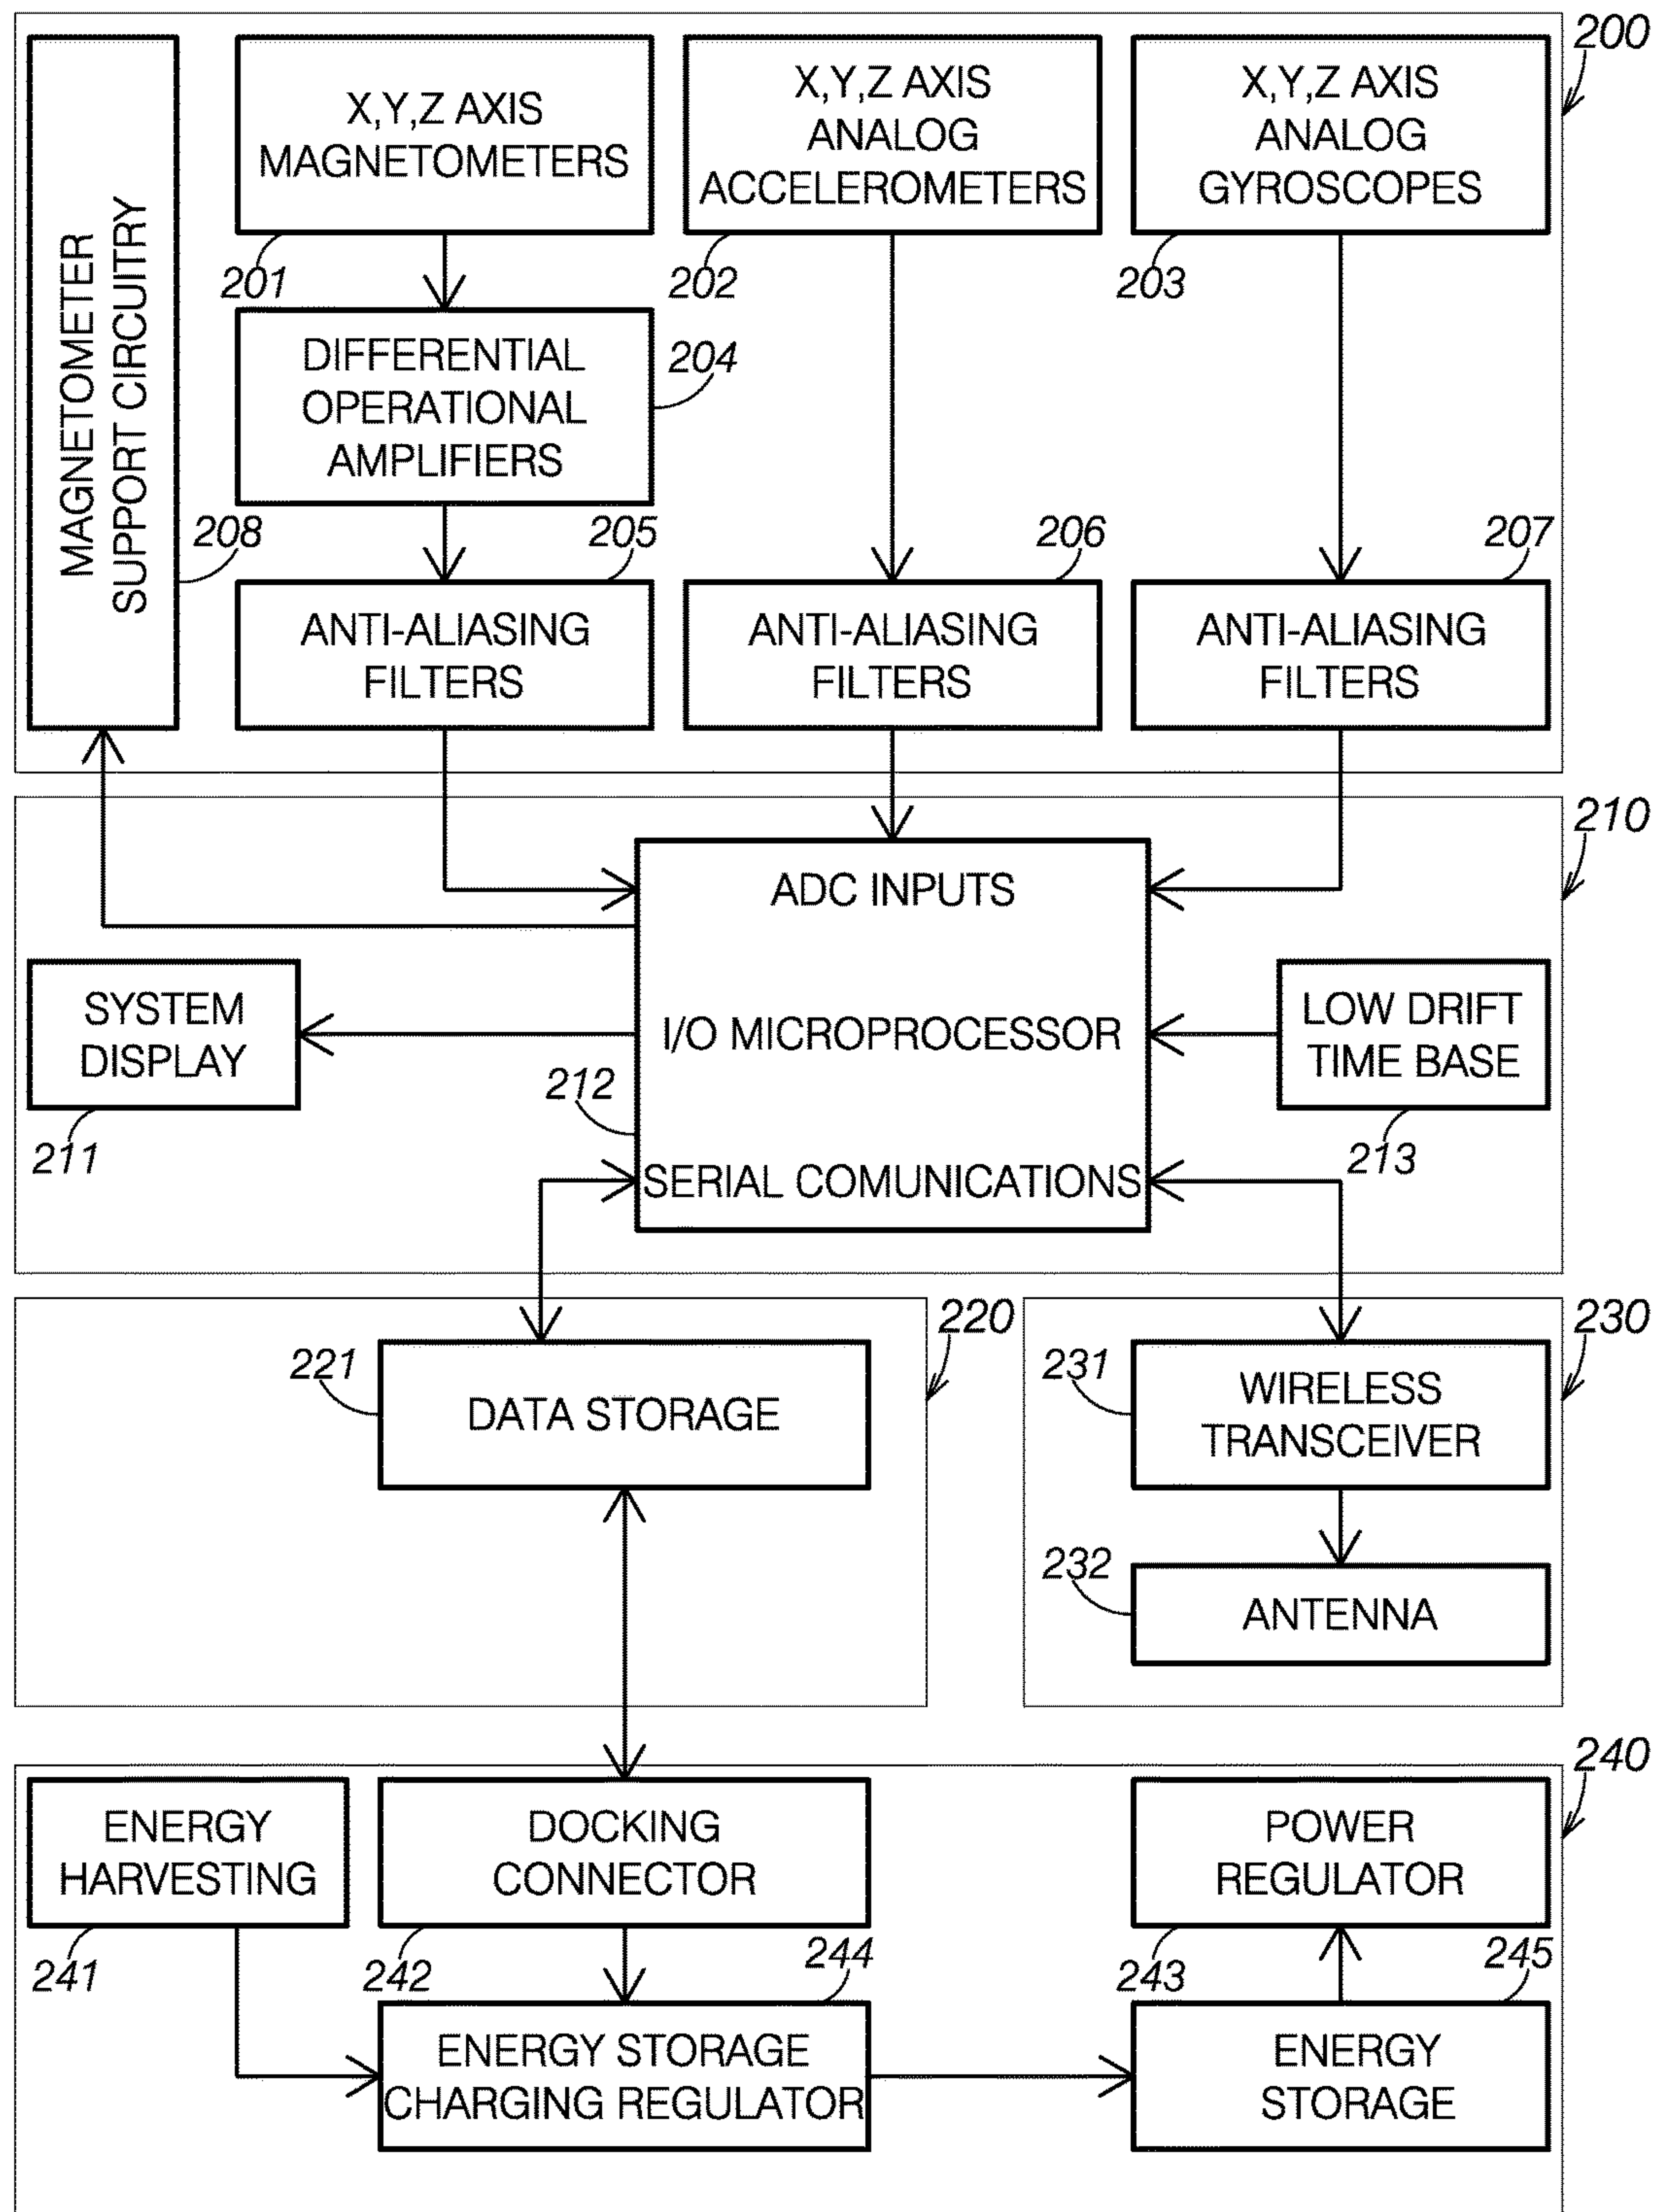 200
MAGNETOMETER
SUPPORT CIRCUITRY
X,Y,Z AXIS
MAGNETOMETERS
X,Y,Z AXIS
ANALOG
ACCELEROMETERS
X,Y,Z AXIS
ANALOG
GYROSCOPES
201
202
203
DIFFERENTIAL
OPERATIONAL
AMPLIFIERS
204
208
205
206
207
ANTI-ALIASING
FILTERS
ANTI-ALIASING
FILTERS
ANTI-ALIASING
FILTERS
210
ADC INPUTS
SYSTEM
DISPLAY
I/O MICROPROCESSOR
LOW DRIFT
TIME BASE
212
211
213
SERIAL COMUNICATIONS
220
230
221
DATA STORAGE
231
WIRELESS
TRANSCEIVER
232
ANTENNA
240
ENERGY
HARVESTING
DOCKING
CONNECTOR
POWER
REGULATOR
241
242
244
243
245
ENERGY STORAGE
CHARGING REGULATOR
ENERGY
STORAGE